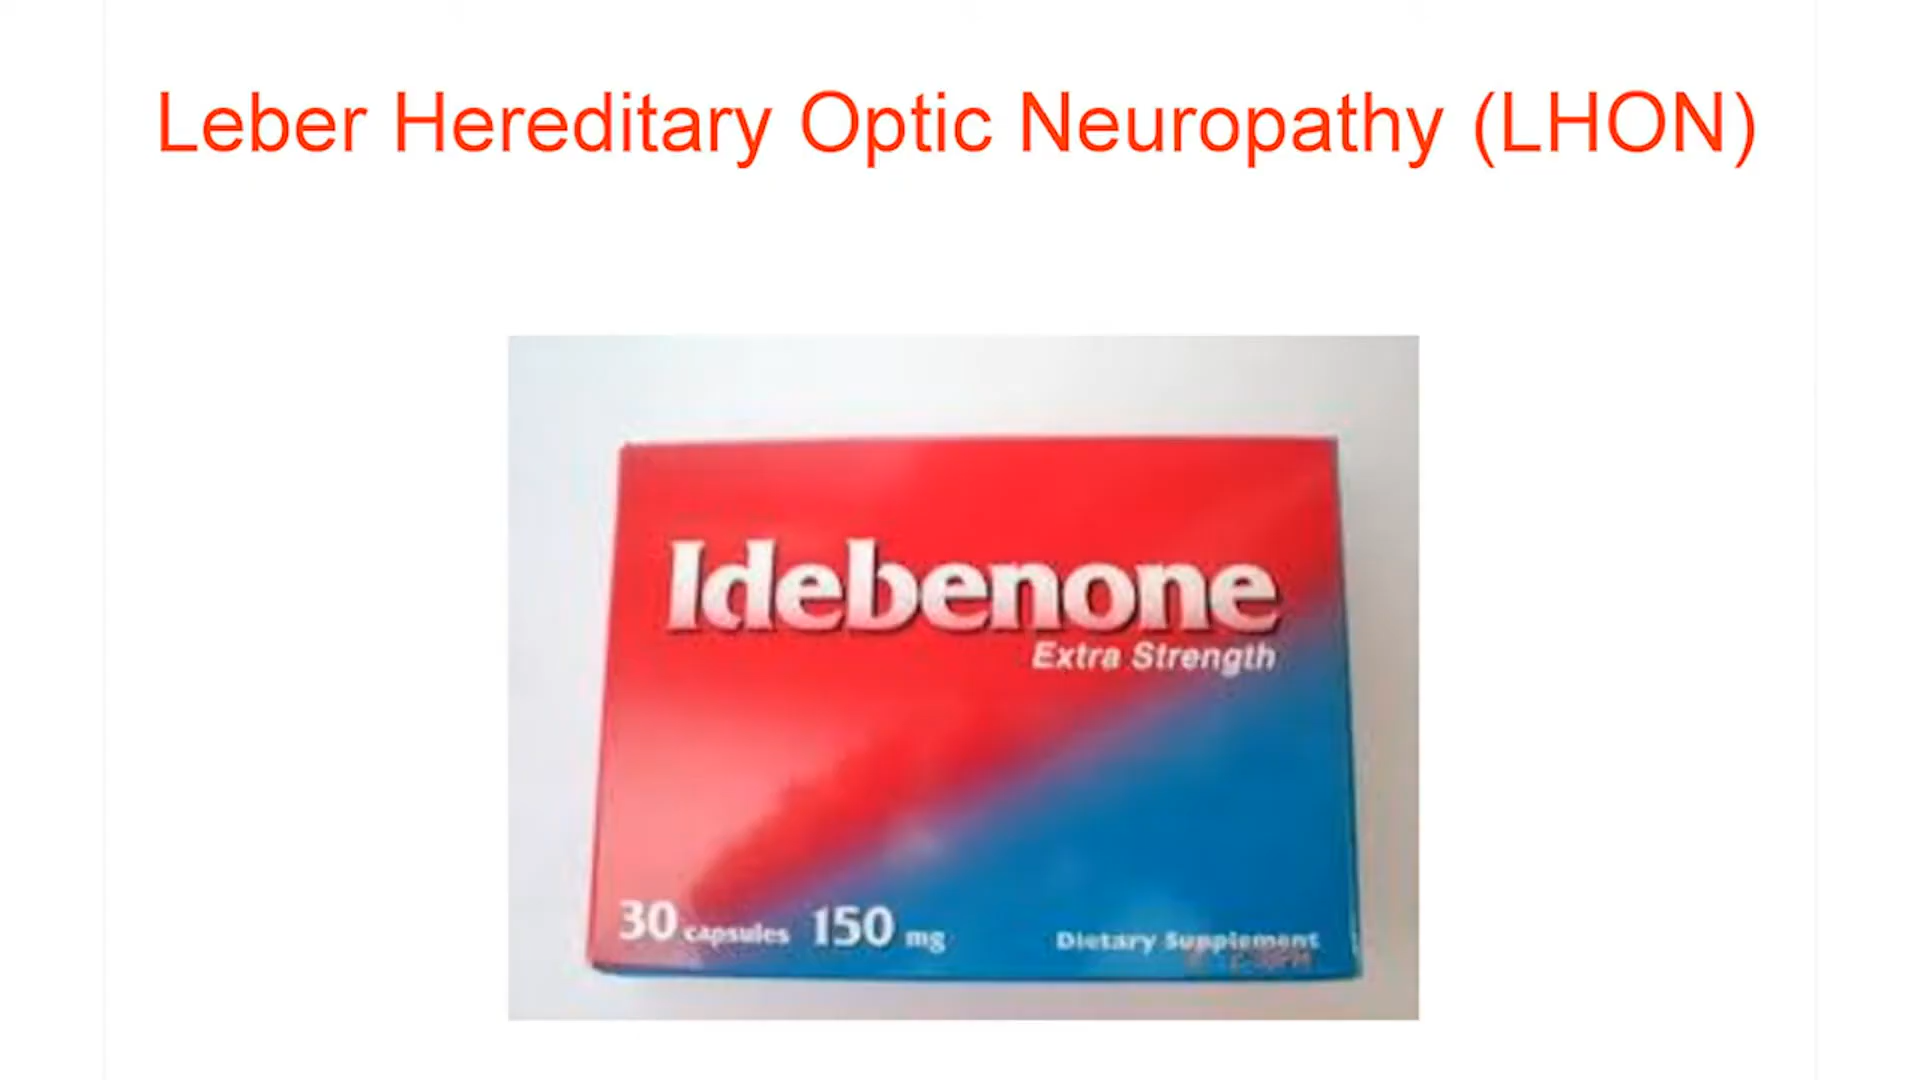 Leber Hereditary Optic Neuropathy (LHON)
Idebenone
Extra Strength
30 capsules 150 mg
Dietary Supplement